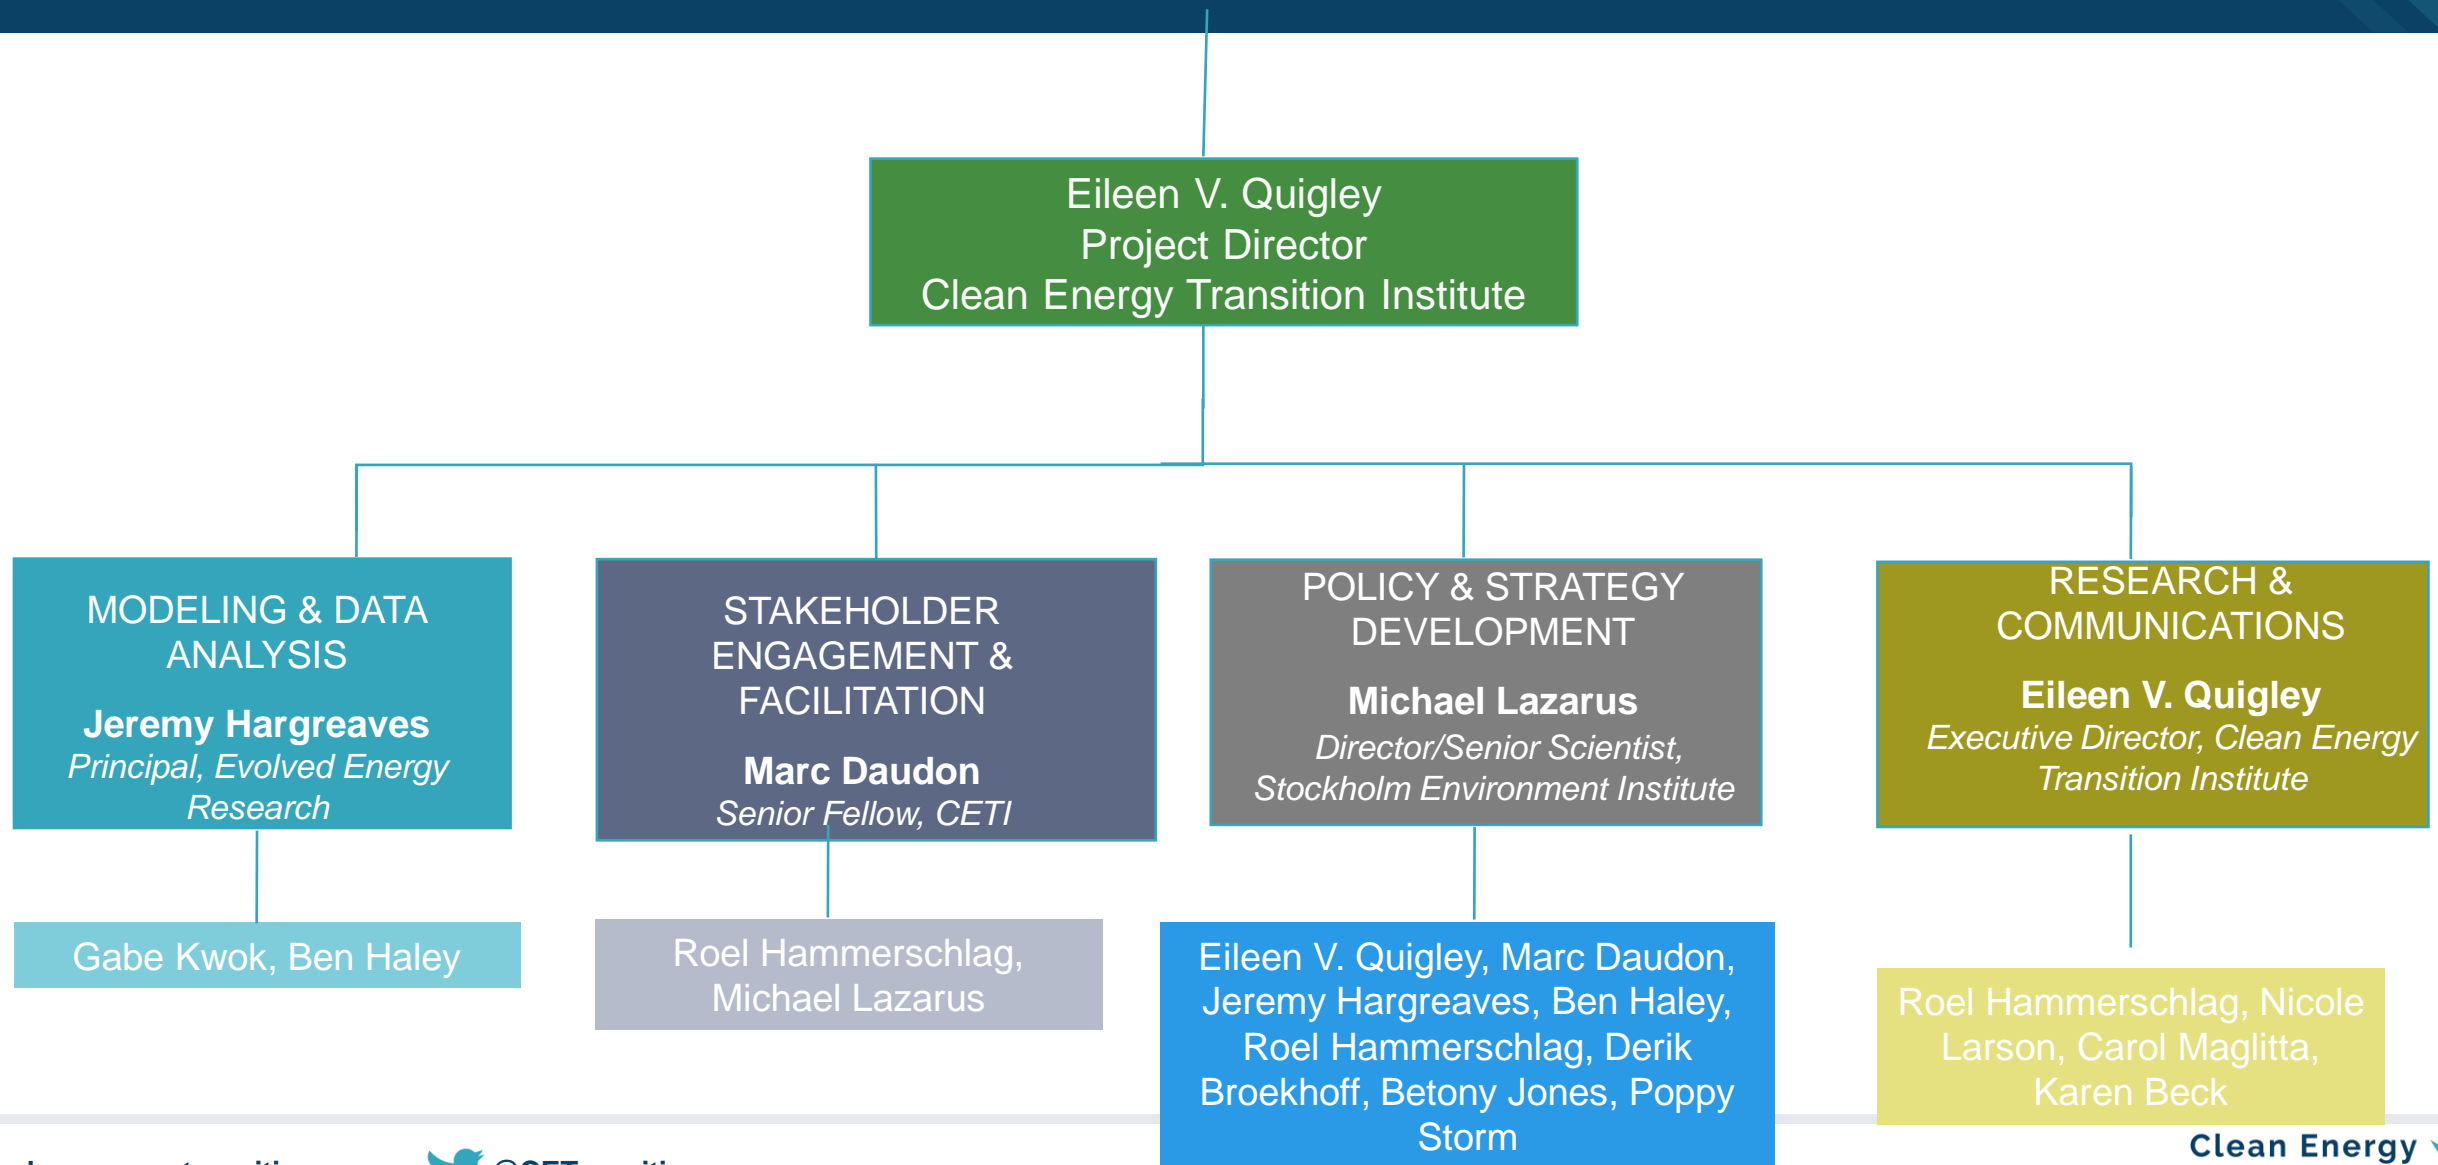 Eileen V. Quigley
Project Director
Clean Energy Transition Institute
MODELING & DATA
ANALYSIS
Jeremy Hargreaves
Principal, Evolved Energy
Research
STAKEHOLDER
ENGAGEMENT &
FACILITATION
Marc Daudon
Senior Fellow, CETI
POLICY & STRATEGY
DEVELOPMENT
Michael Lazarus
Director/Senior Scientist,
Stockholm Environment Institute
RESEARCH &
COMMUNICATIONS
Eileen V. Quigley
Executive Director, Clean Energy
Transition Institute
Gabe Kwok, Ben Haley
Roel Hammerschlag,
Michael Lazarus
Eileen V. Quigley, Marc Daudon,
Jeremy Hargreaves, Ben Haley,
Roel Hammerschlag, Derik
Broekhoff, Betony Jones, Poppy
Storm
Roel Hammerschlag, Nicole
Larson, Carol Maglitta,
Karen Beck
Clean Energy